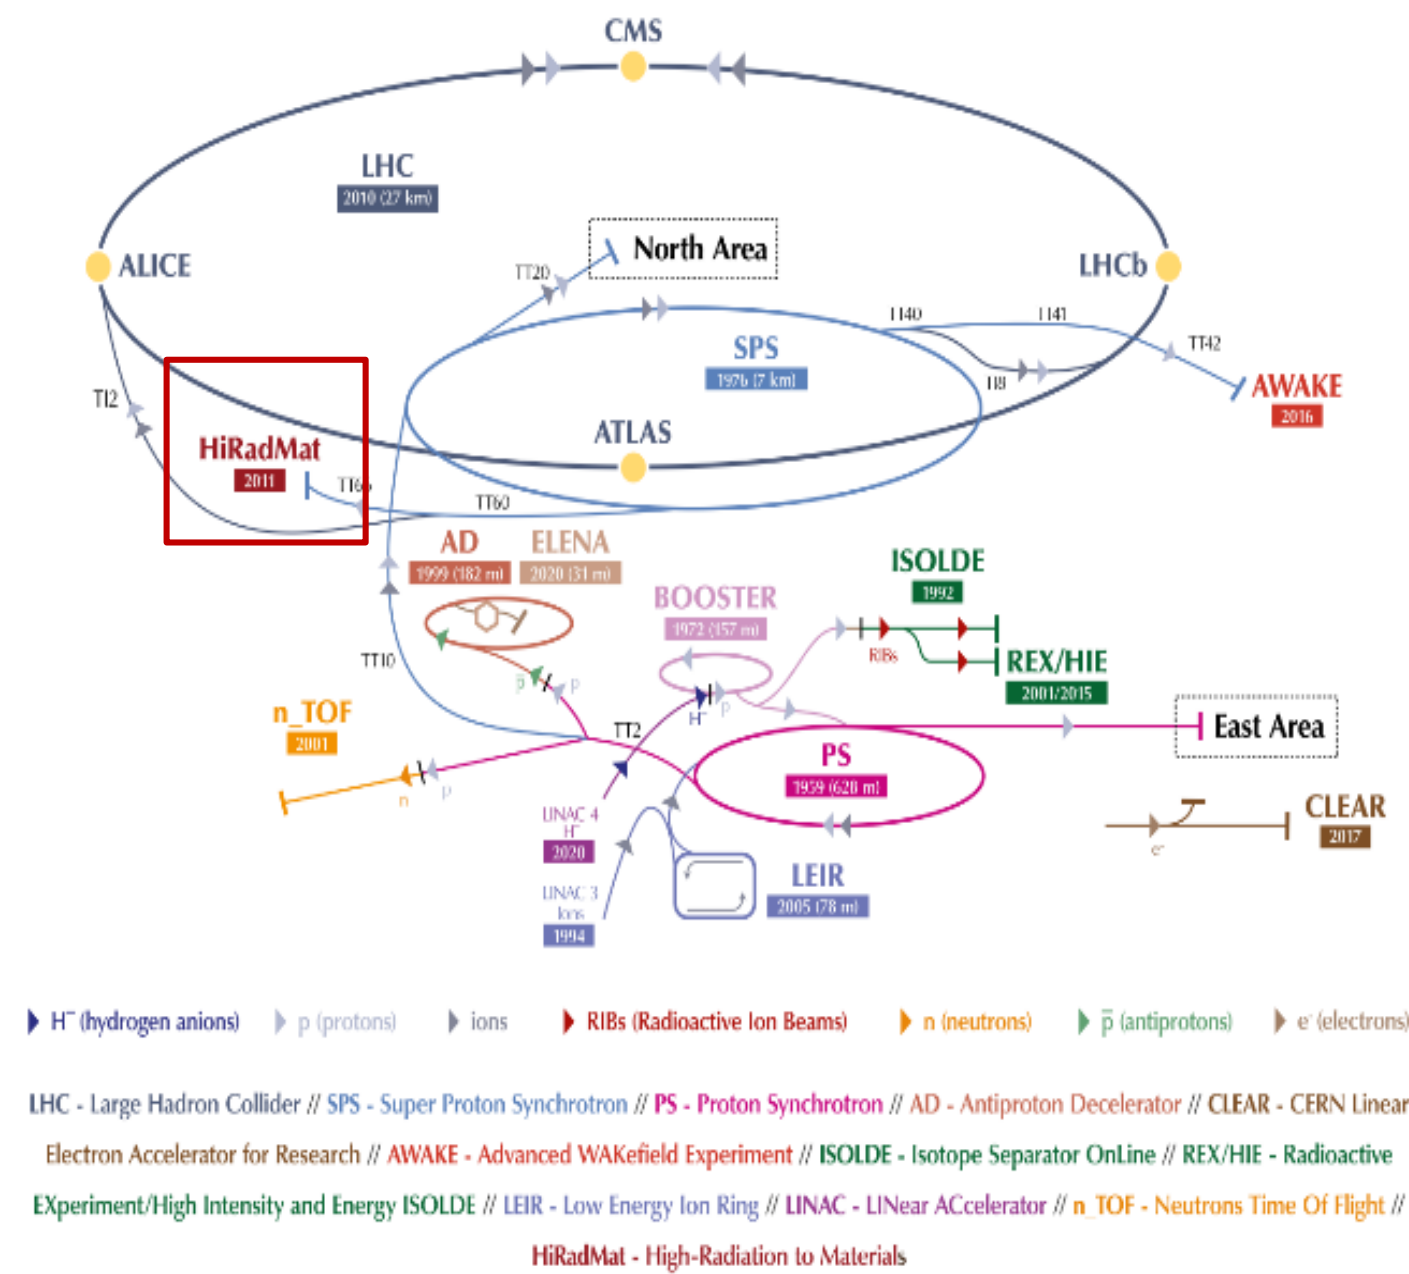 CMS
LHC
2010 (27 km)
North Area
TT20
ALICE
LHCb
TT40
TT41
SPS
1976 (7 km)
TT42
TI8
AWAKE
2016
TI2
ATLAS
HiRadMat
2011
TT60
AD
ELENA
1999 (182 m)
2020 (31 m)
ISOLDE
1992
BOOSTER
1972 (157 m)
RIBs
TT10
REX/HIE
2001/2015
p̅
p
H⁻
p
n_TOF
2001
TT2
East Area
PS
1959 (628 m)
n
p
LINAC 4
H⁻
2020
CLEAR
2017
e⁻
LEIR
2005 (78 m)
LINAC 3
Ions
1994
H⁻ (hydrogen anions)
p (protons)
ions
RIBs (Radioactive Ion Beams)
n (neutrons)
p̅ (antiprotons)
e⁻ (electrons)
LHC - Large Hadron Collider // SPS - Super Proton Synchrotron // PS - Proton Synchrotron // AD - Antiproton Decelerator // CLEAR - CERN Linear
Electron Accelerator for Research // AWAKE - Advanced WAKefield Experiment // ISOLDE - Isotope Separator OnLine // REX/HIE - Radioactive
EXperiment/High Intensity and Energy ISOLDE // LEIR - Low Energy Ion Ring // LINAC - LINear ACcelerator // n_TOF - Neutrons Time Of Flight //
HiRadMat - High-Radiation to Materials